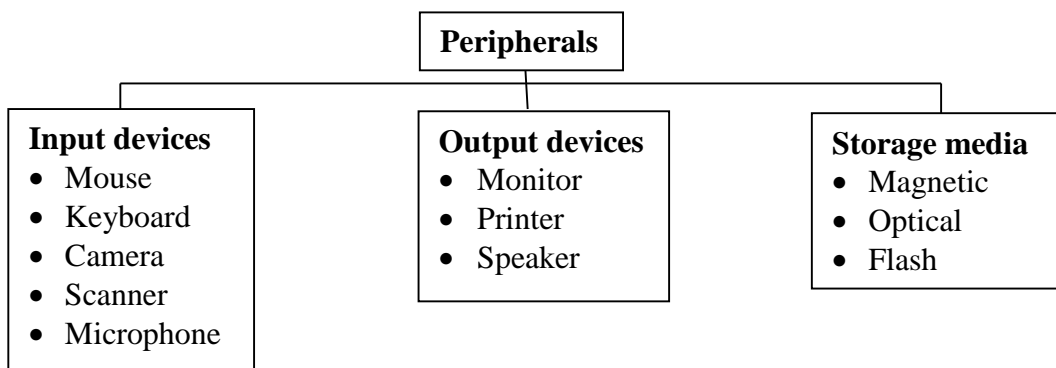 Peripherals
Input devices
• Mouse
• Keyboard
• Camera
• Scanner
• Microphone
Output devices
• Monitor
• Printer
• Speaker
Storage media
• Magnetic
• Optical
• Flash